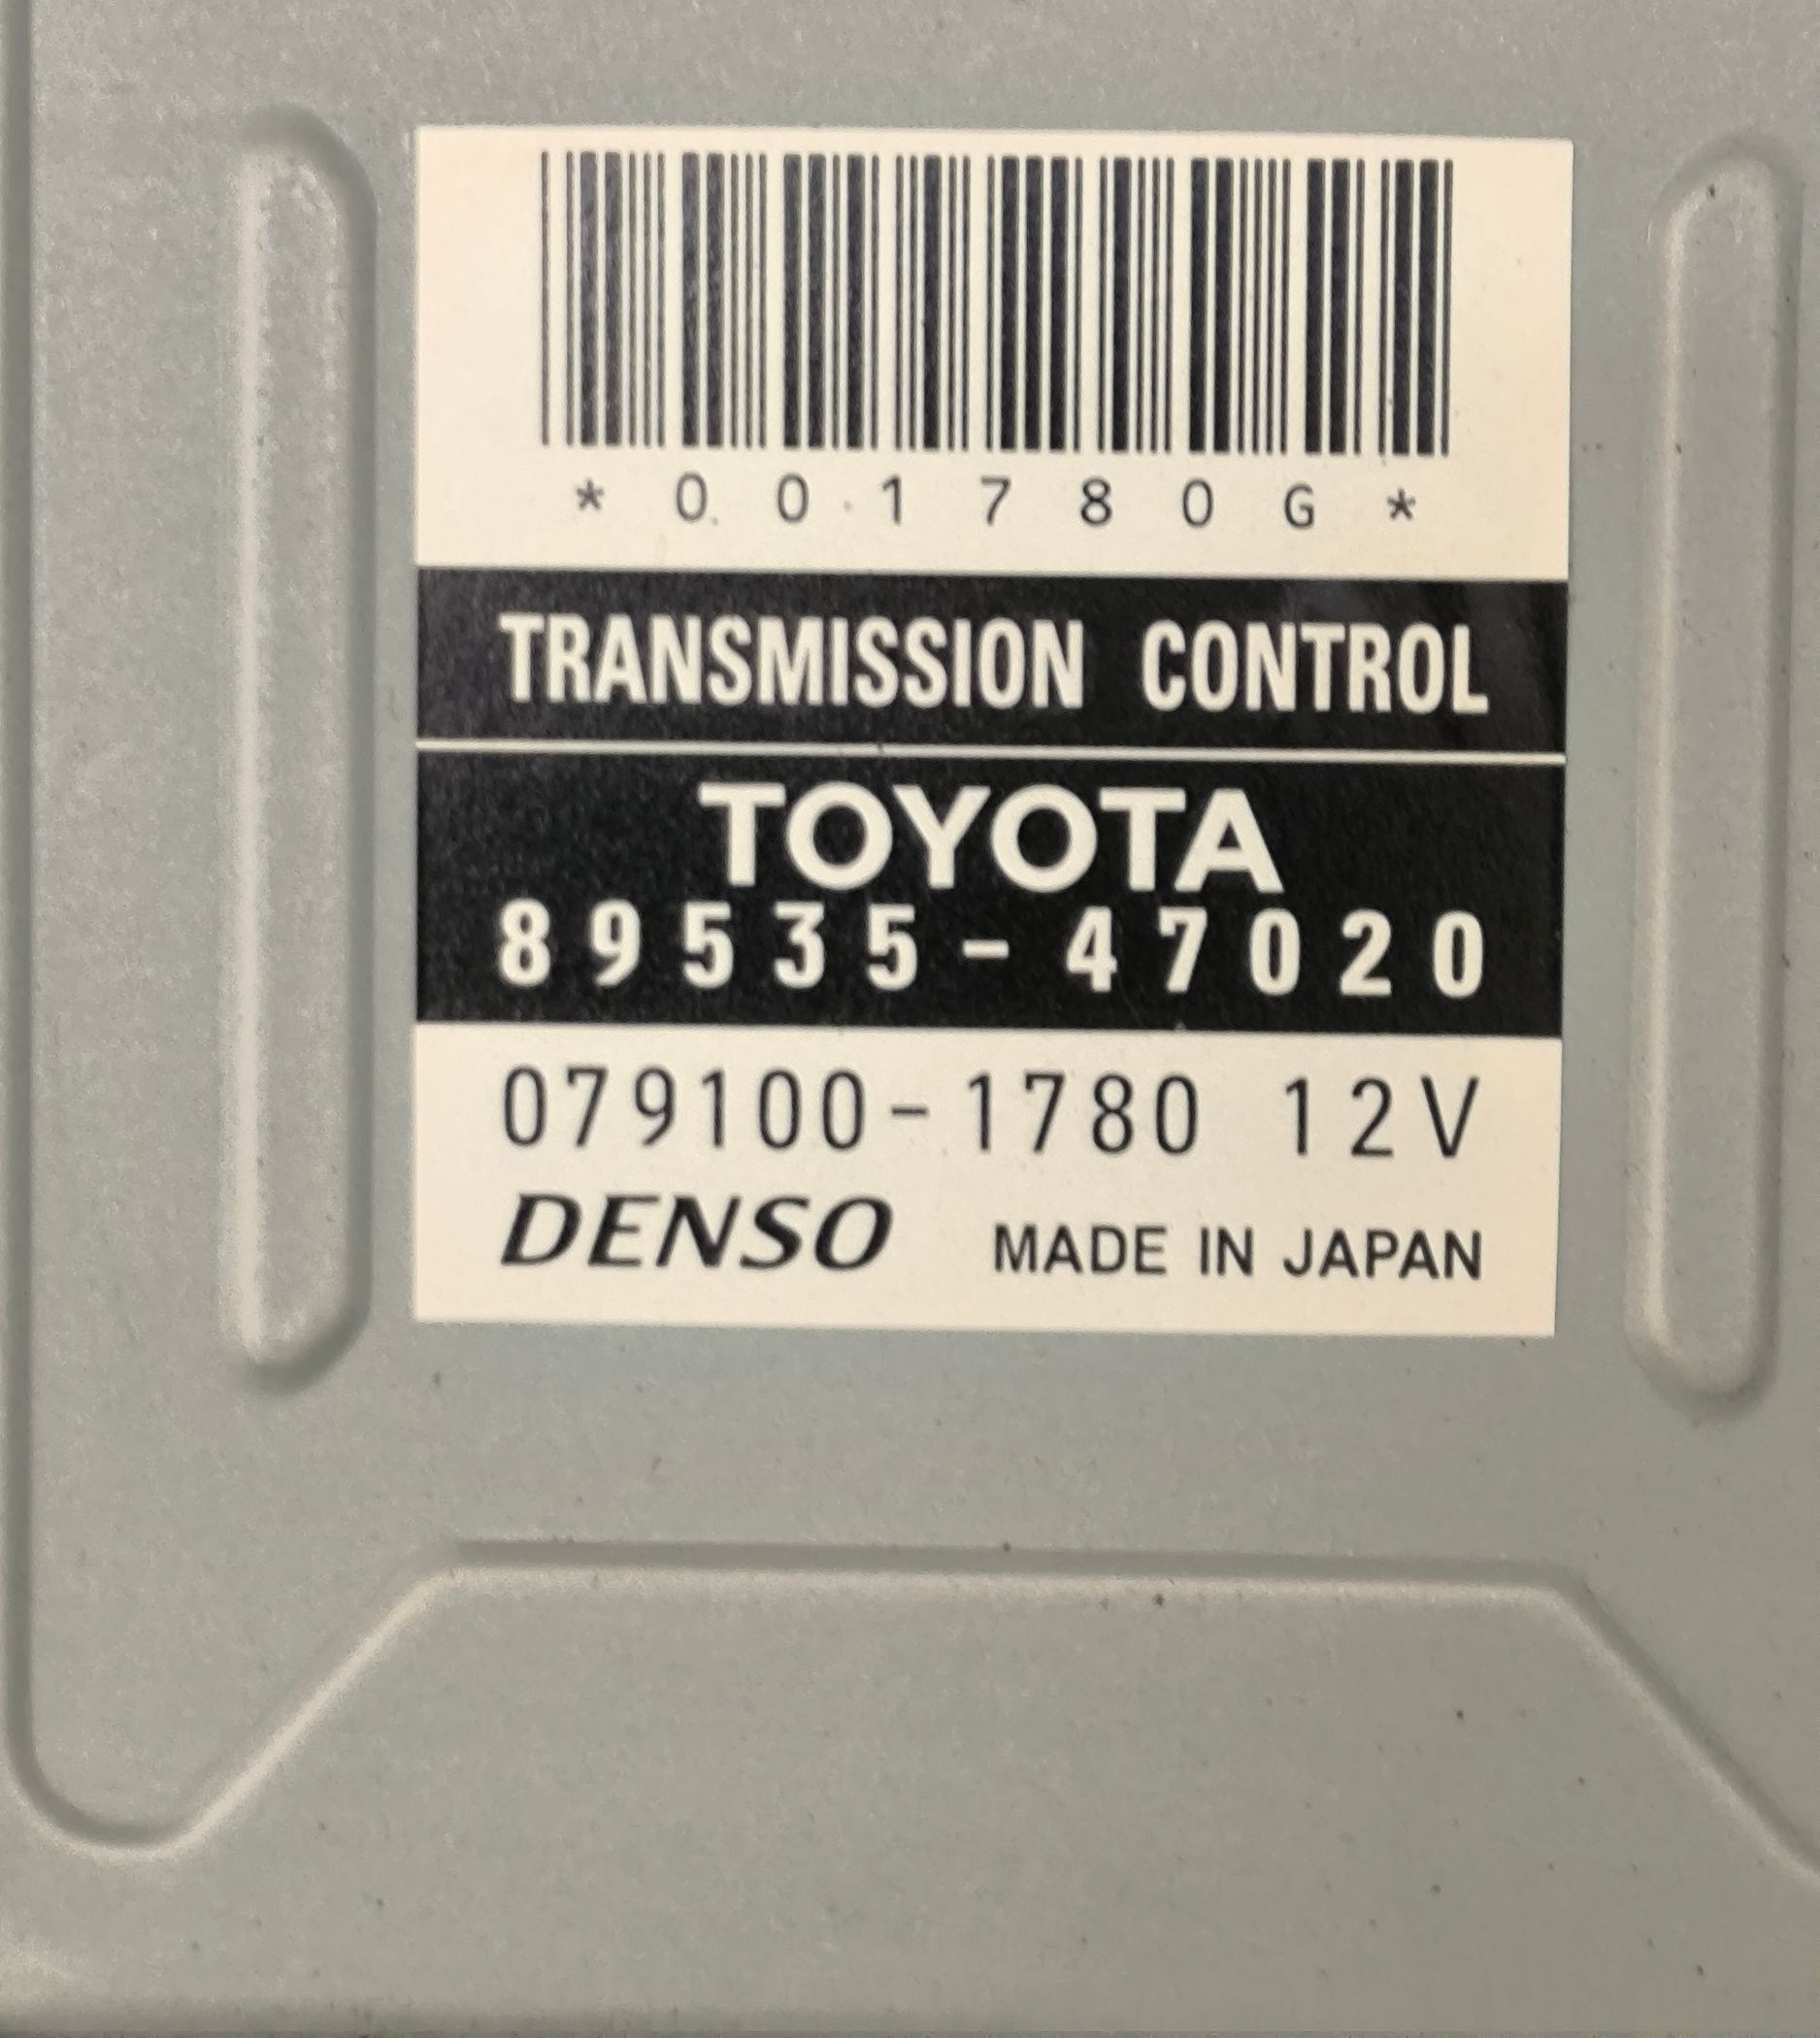 *001780G*
TRANSMISSION CONTROL
TOYOTA
89535-47020
079100-1780 12V
DENSO MADE IN JAPAN